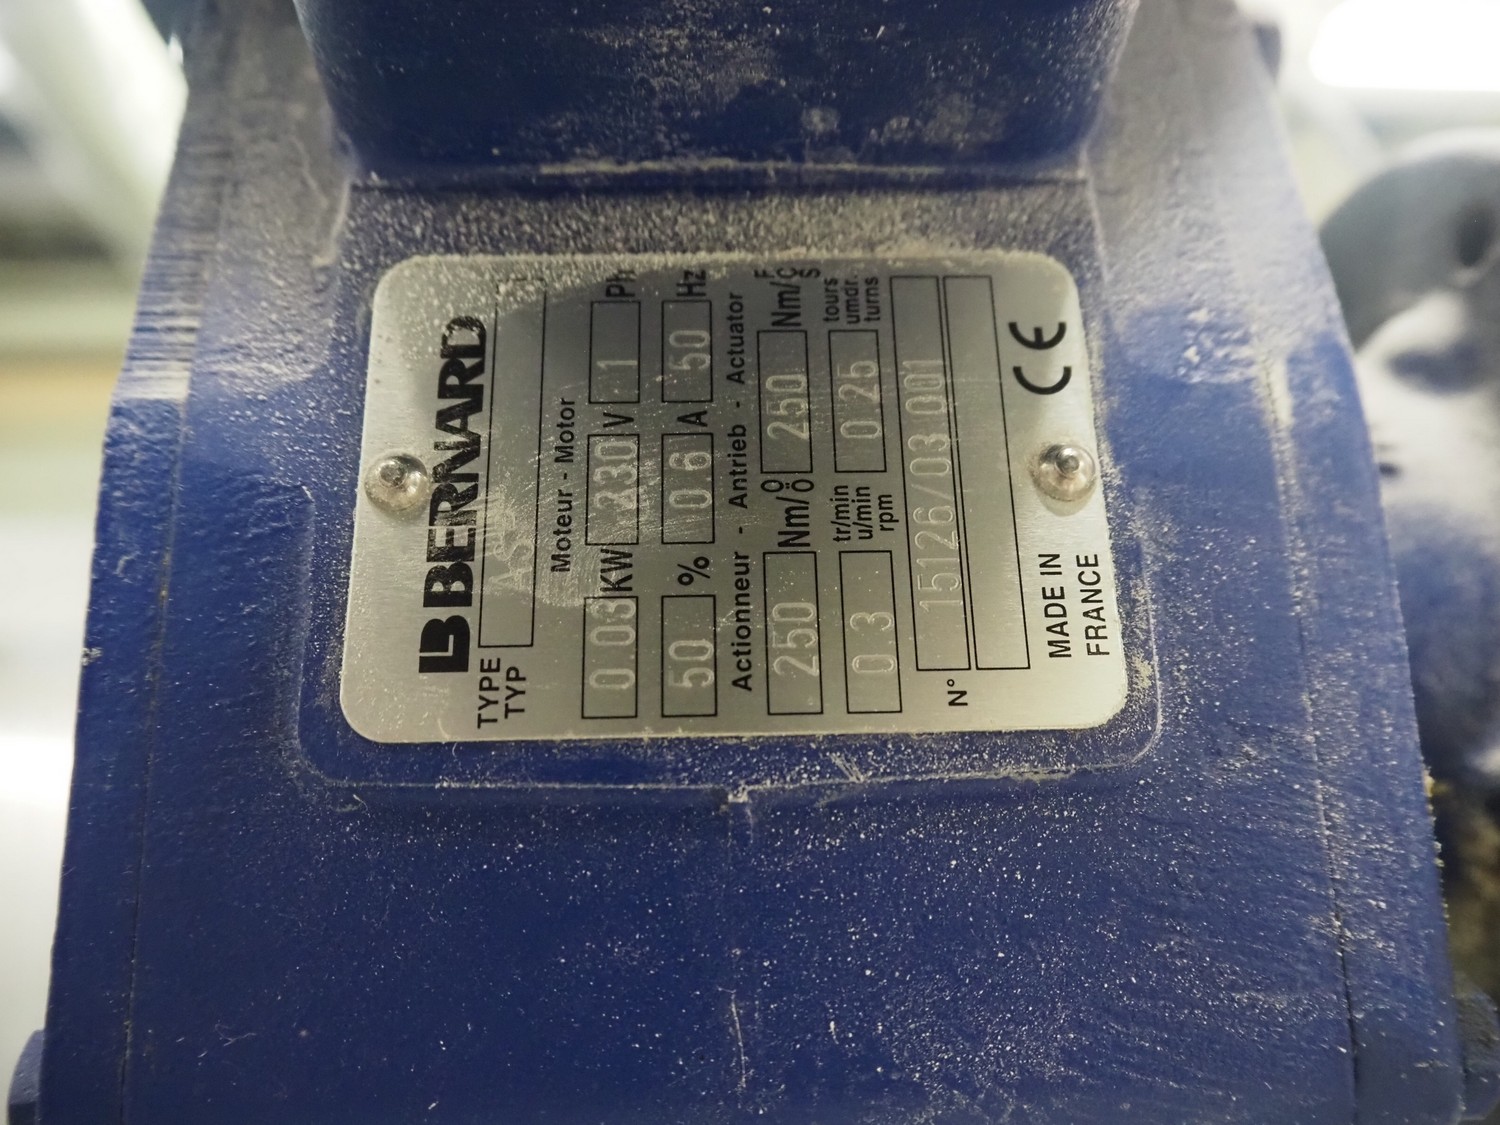 BERNARD
TYPE
TYP
Moteur - Motor
0.03 KW 230 V 1 Ph
50 % 0.6 A 50 Hz
Actionneur - Antrieb - Actuator
250 Nm/O Ö 250 Nm/C F S
0.3 tr/min u/min rpm 0.25 tours umdr. turns
N° 15126/03 001
MADE IN
FRANCE
CE